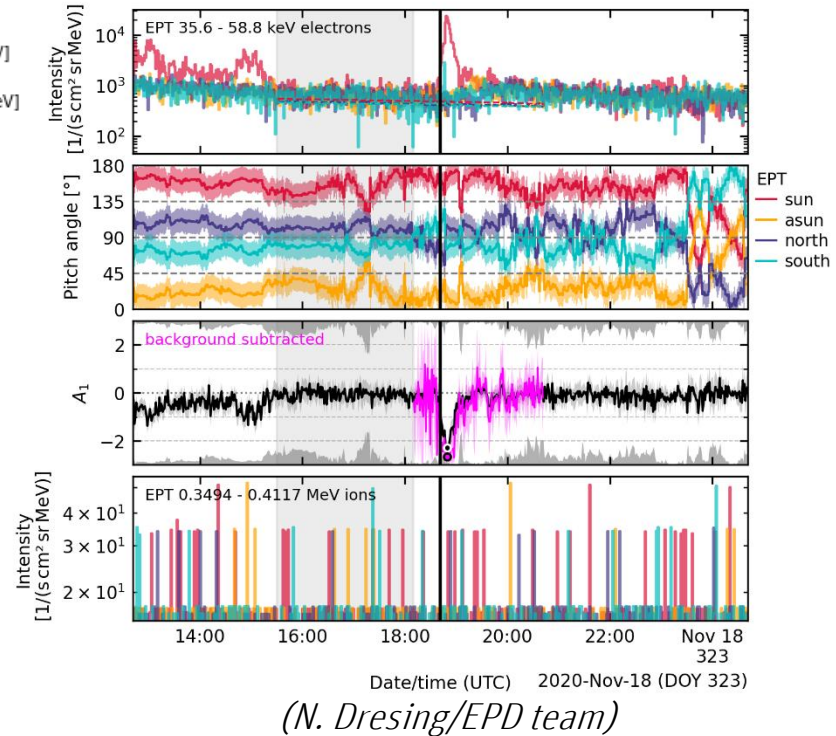 /]
eV]
EPT 35.6 - 58.8 keV electrons
Intensity
[1/(s cm² sr MeV)]
10⁴
10³
10²
Pitch angle [°]
180
135
90
45
0
EPT
sun
asun
north
south
background subtracted
A₁
2
0
−2
EPT 0.3494 - 0.4117 MeV ions
Intensity
[1/(s cm² sr MeV)]
4 × 10¹
3 × 10¹
2 × 10¹
14:00 16:00 18:00 20:00 22:00 Nov 18
323
Date/time (UTC) 2020-Nov-18 (DOY 323)
(N. Dresing/EPD team)